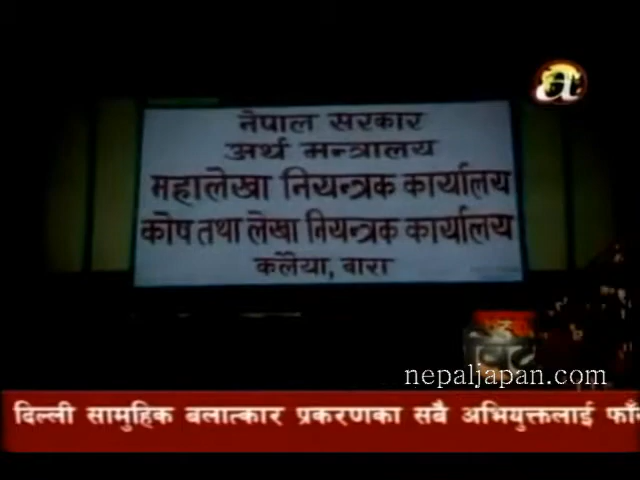 नेपाल सरकार
अर्थ मन्त्रालय
महालेखा नियन्त्रक कार्यालय
कोष तथा लेखा नियन्त्रक कार्यालय
कलैया, बारा
nepaljapan.com
दिल्ली सामुहिक बलात्कार प्रकरणका सबै अभियुक्तलाई